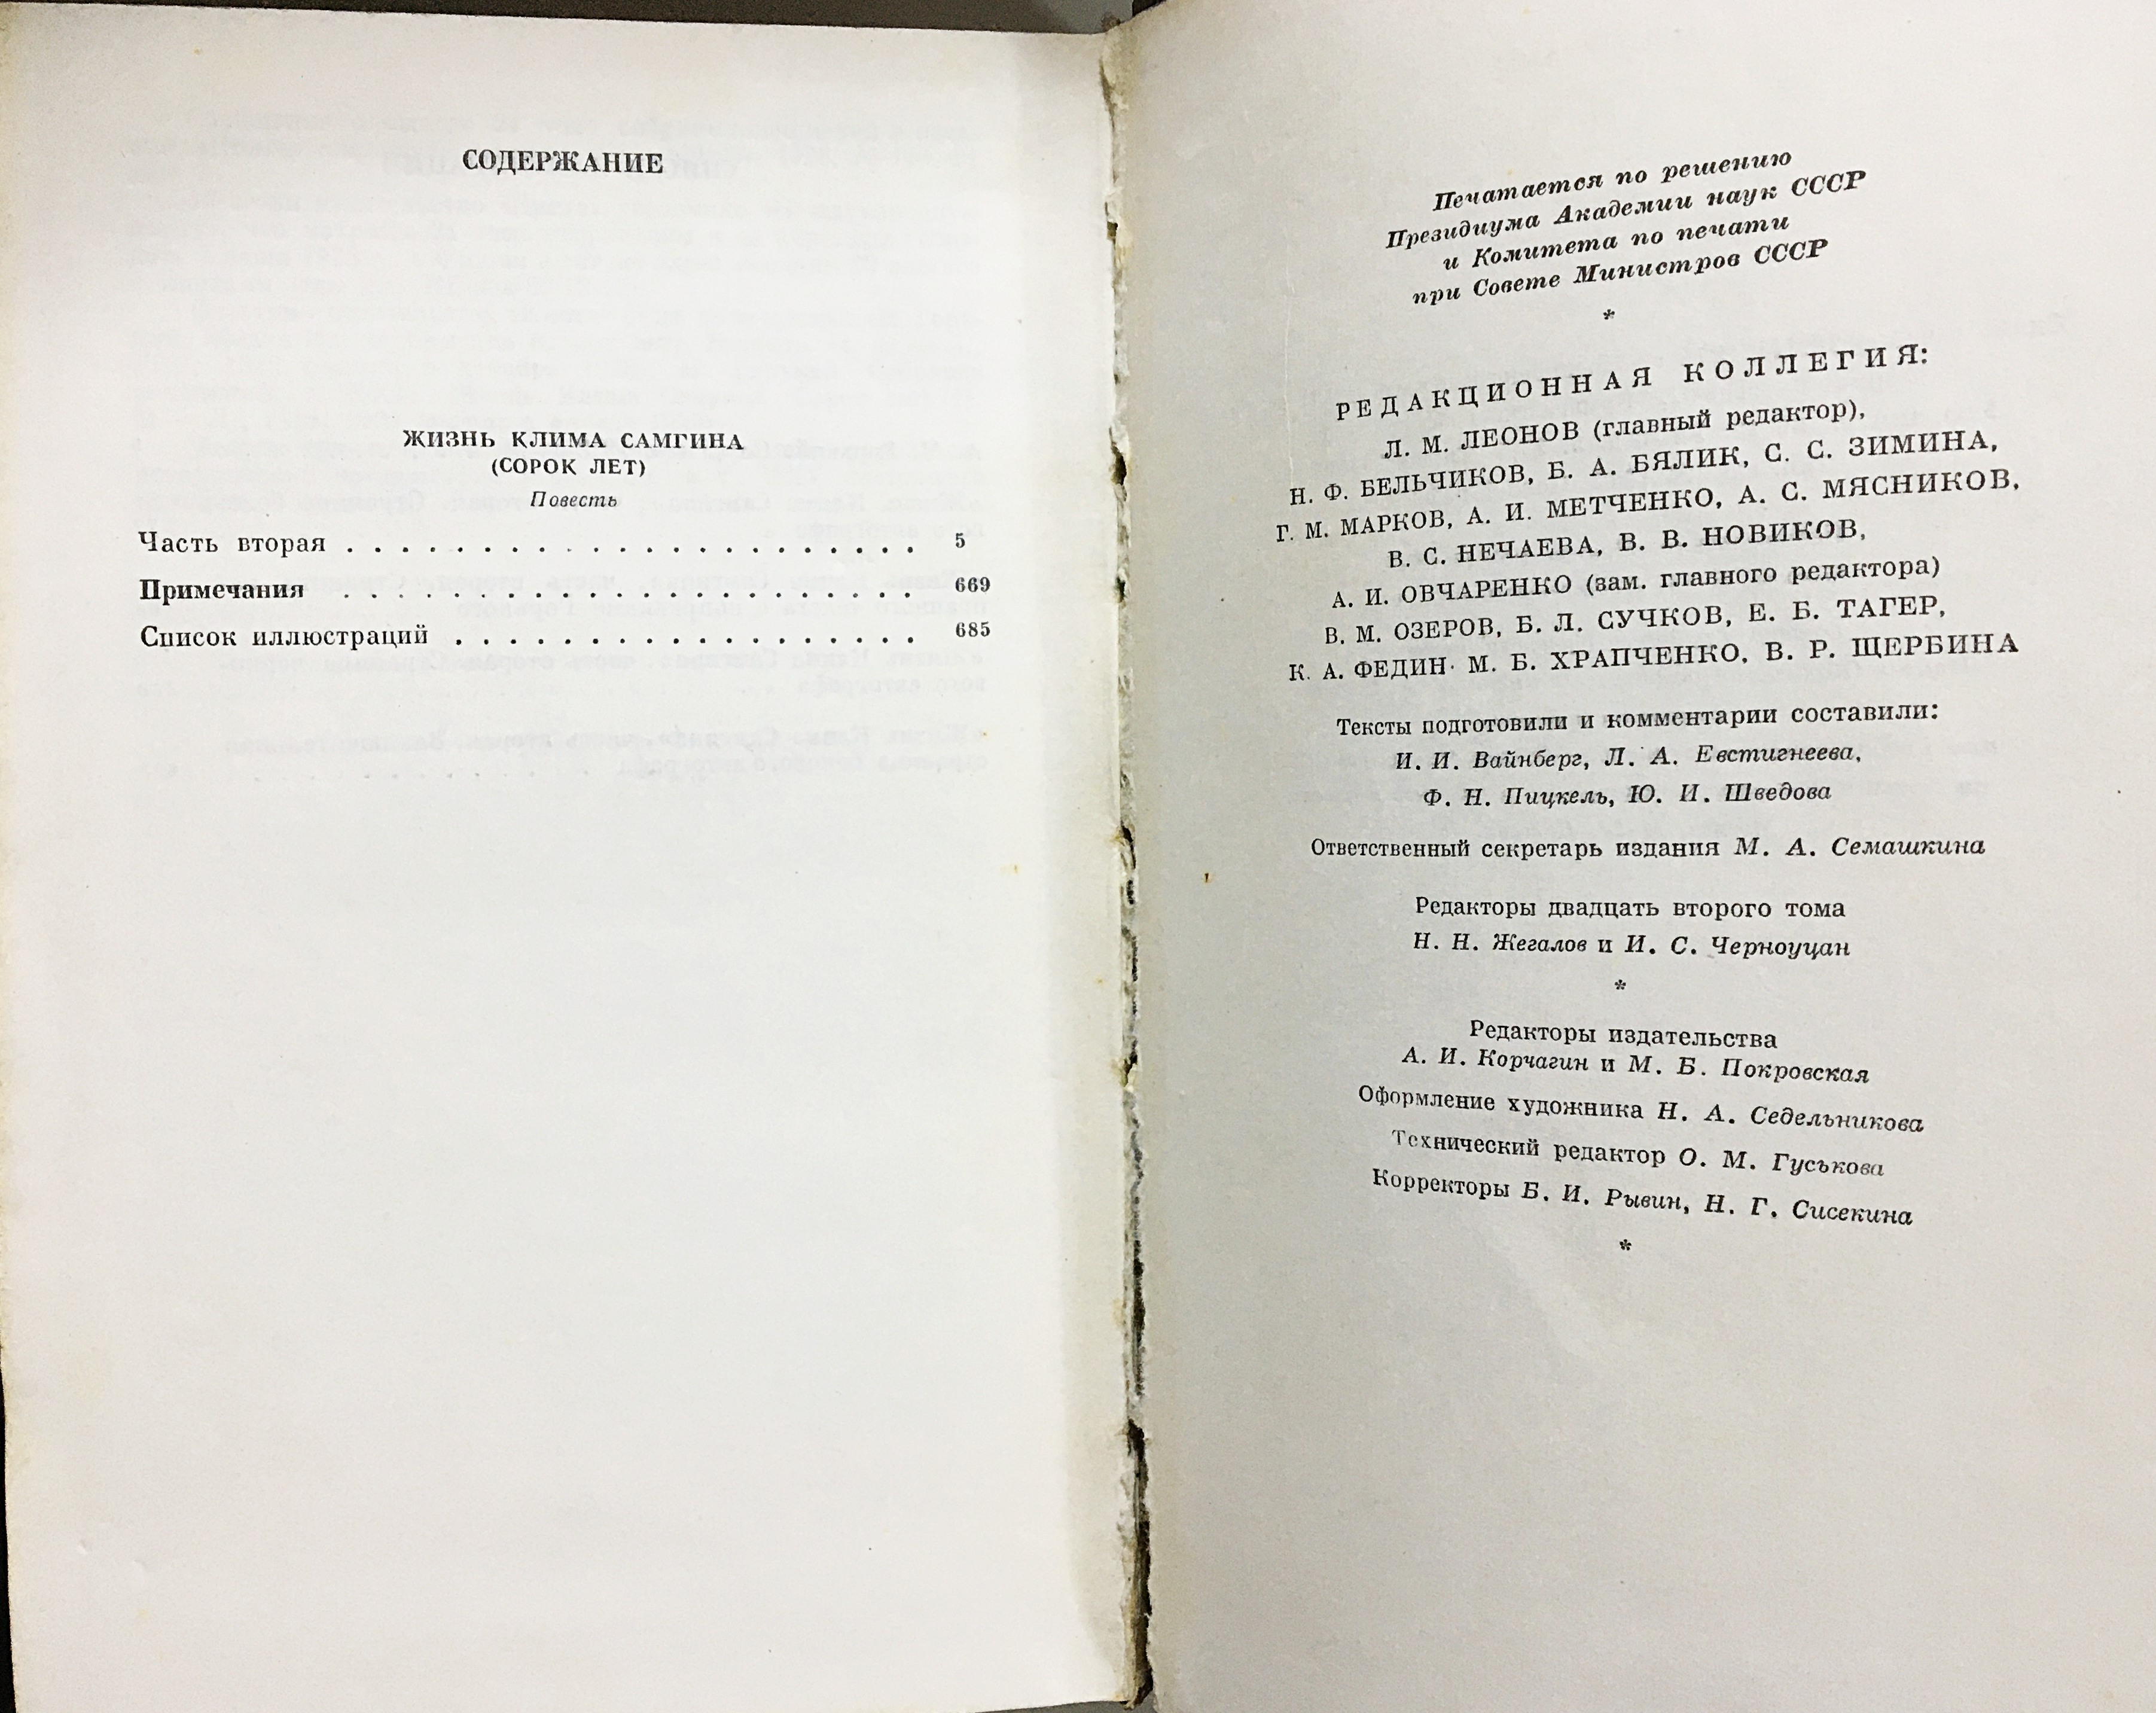 СОДЕРЖАНИЕ
ЖИЗНЬ КЛИМА САМГИНА
(СОРОК ЛЕТ)
Повесть
Часть вторая . . . . . . . . . . . . . . . . . . . . . . 5
Примечания . . . . . . . . . . . . . . . . . . . . . . 669
Список иллюстраций . . . . . . . . . . . . . . . . . . 685
Печатается по решению
Президиума Академии наук СССР
и Комитета по печати
при Совете Министров СССР
*
РЕДАКЦИОННАЯ КОЛЛЕГИЯ:
Л. М. ЛЕОНОВ (главный редактор),
Н. Ф. БЕЛЬЧИКОВ, Б. А. БЯЛИК, С. С. ЗИМИНА,
Г. М. МАРКОВ, А. И. МЕТЧЕНКО, А. С. МЯСНИКОВ,
В. С. НЕЧАЕВА, В. В. НОВИКОВ,
А. И. ОВЧАРЕНКО (зам. главного редактора)
В. М. ОЗЕРОВ, Б. Л. СУЧКОВ, Е. Б. ТАГЕР,
К. А. ФЕДИН, М. Б. ХРАПЧЕНКО, В. Р. ЩЕРБИНА
Тексты подготовили и комментарии составили:
И. И. Вайнберг, Л. А. Евстигнеева,
Ф. Н. Пицкель, Ю. И. Шведова
Ответственный секретарь издания М. А. Семашкина
Редакторы двадцать второго тома
Н. Н. Жегалов и И. С. Черноуцан
*
Редакторы издательства
А. И. Корчагин и М. Б. Покровская
Оформление художника Н. А. Седельникова
Технический редактор О. М. Гуськова
Корректоры Б. И. Рывин, Н. Г. Сисекина
*